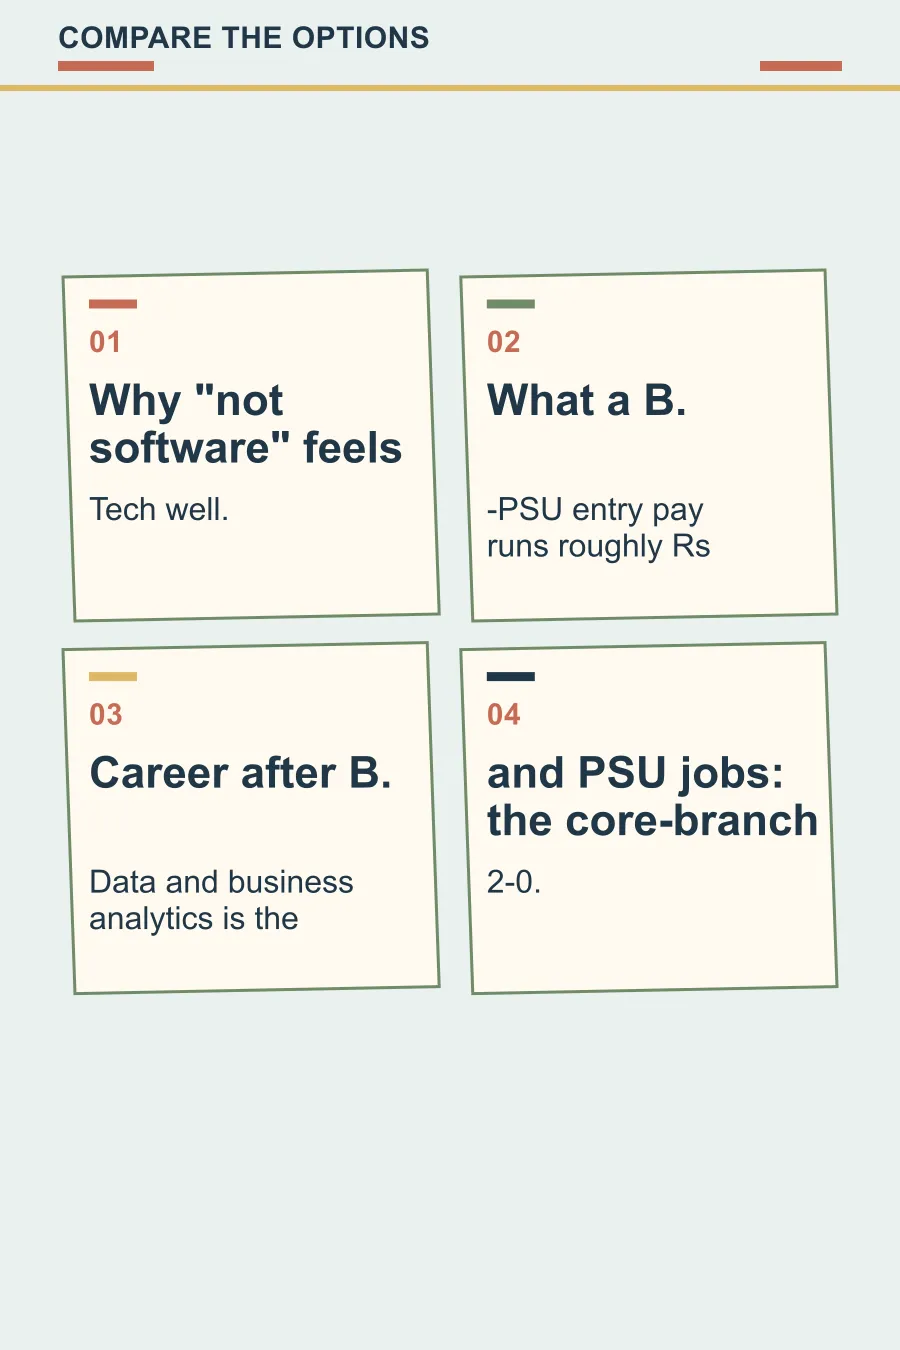 COMPARE THE OPTIONS
01
Why "not
software" feels
Tech well.
02
What a B.
-PSU entry pay
runs roughly Rs
03
Career after B.
Data and business
analytics is the
04
and PSU jobs:
the core-branch
2-0.